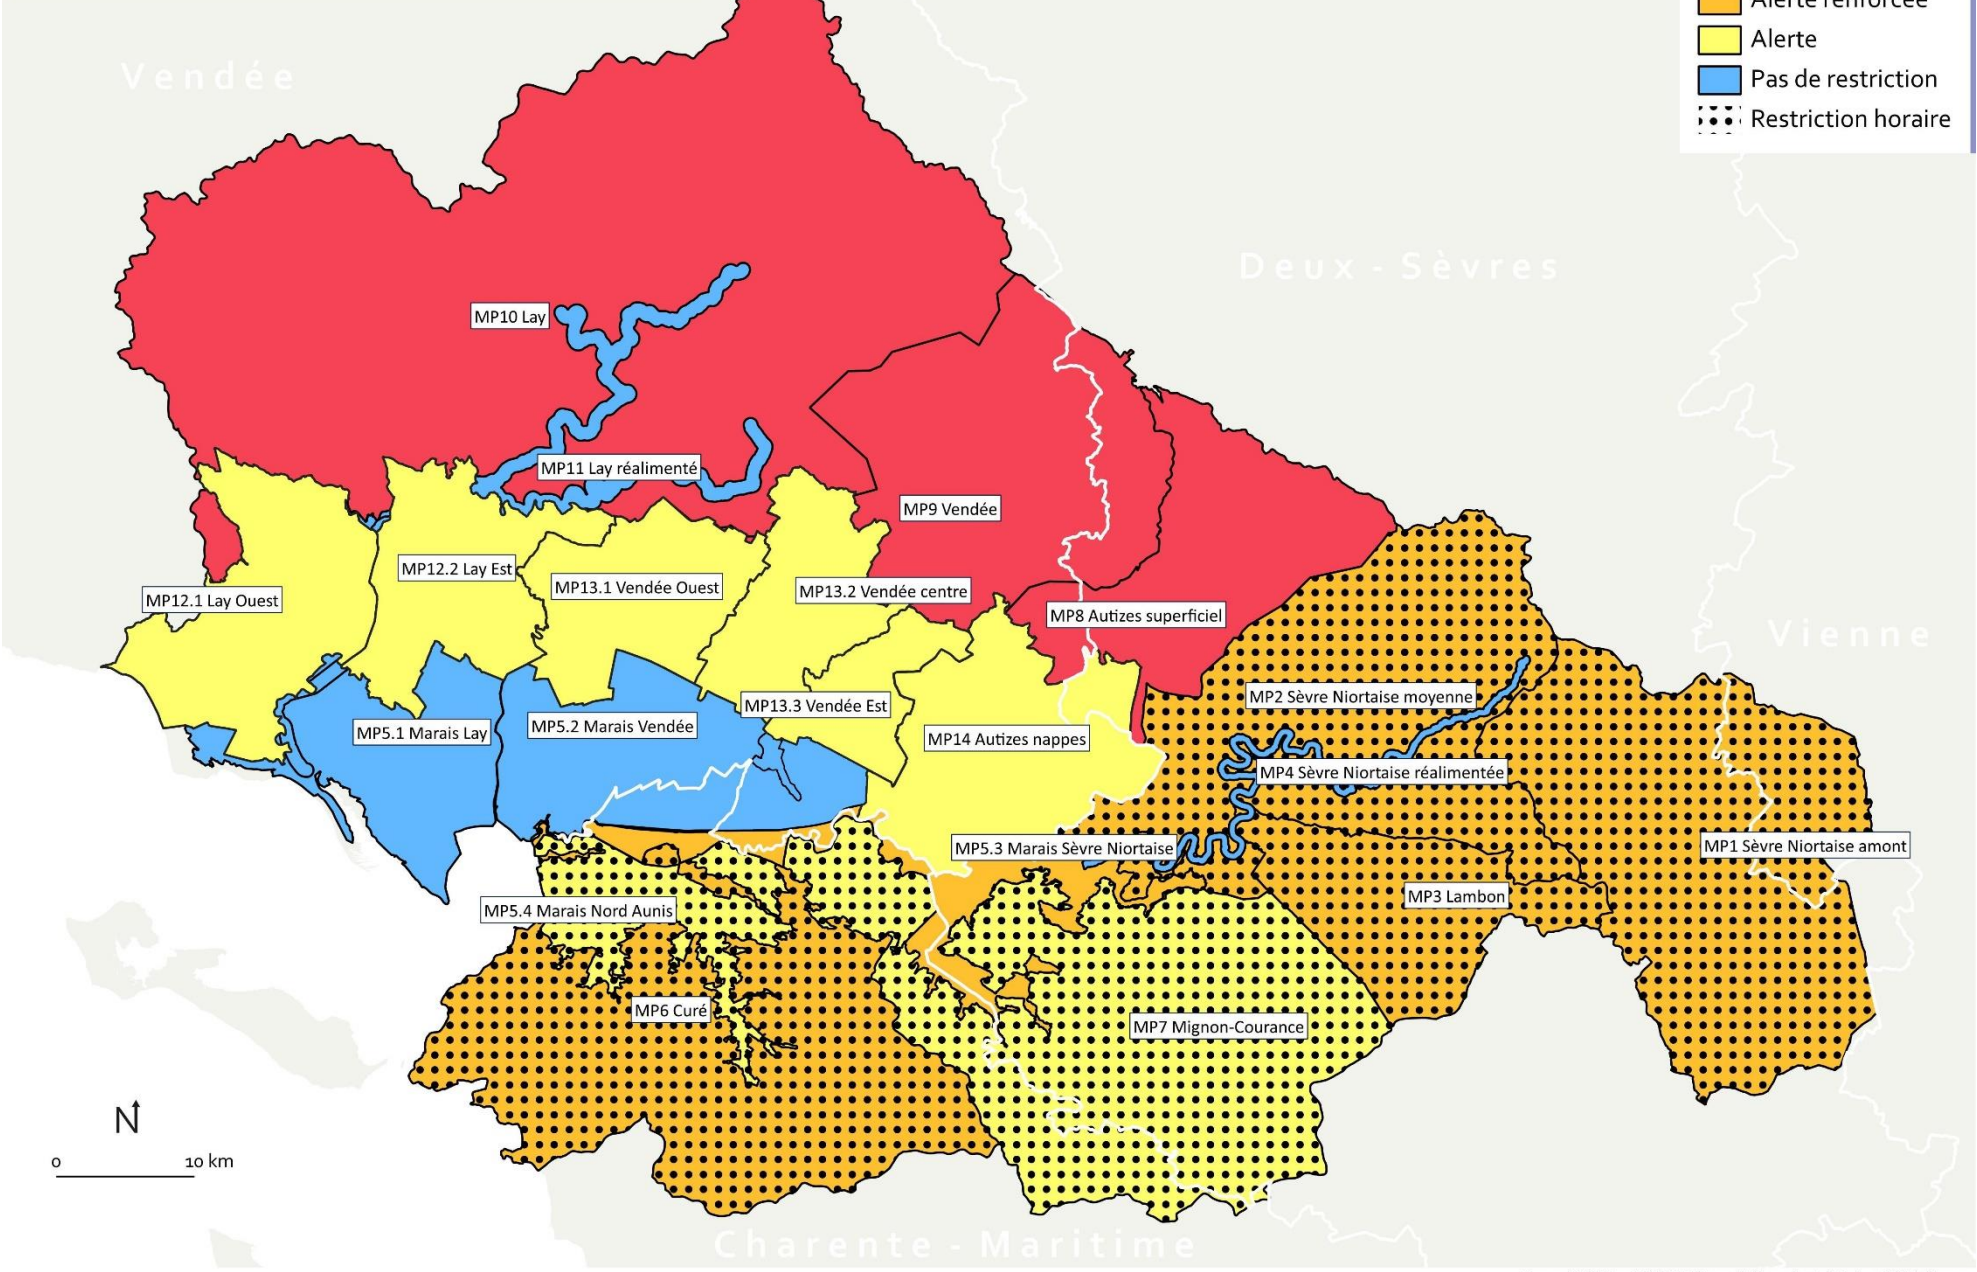 Alerte renforcée
Alerte
Pas de restriction
Restriction horaire
Vendée
Deux - Sèvres
MP10 Lay
MP11 Lay réalimenté
MP9 Vendée
MP12.2 Lay Est
MP13.1 Vendée Ouest
MP13.2 Vendée centre
MP12.1 Lay Ouest
MP8 Autizes superficiel
Vienne
MP2 Sèvre Niortaise moyenne
MP13.3 Vendée Est
MP5.1 Marais Lay
MP5.2 Marais Vendée
MP14 Autizes nappes
MP4 Sèvre Niortaise réalimentée
MP5.3 Marais Sèvre Niortaise
MP1 Sèvre Niortaise amont
MP3 Lambon
MP5.4 Marais Nord Aunis
MP6 Curé
MP7 Mignon-Courance
N
0 10 km
Charente - Maritime